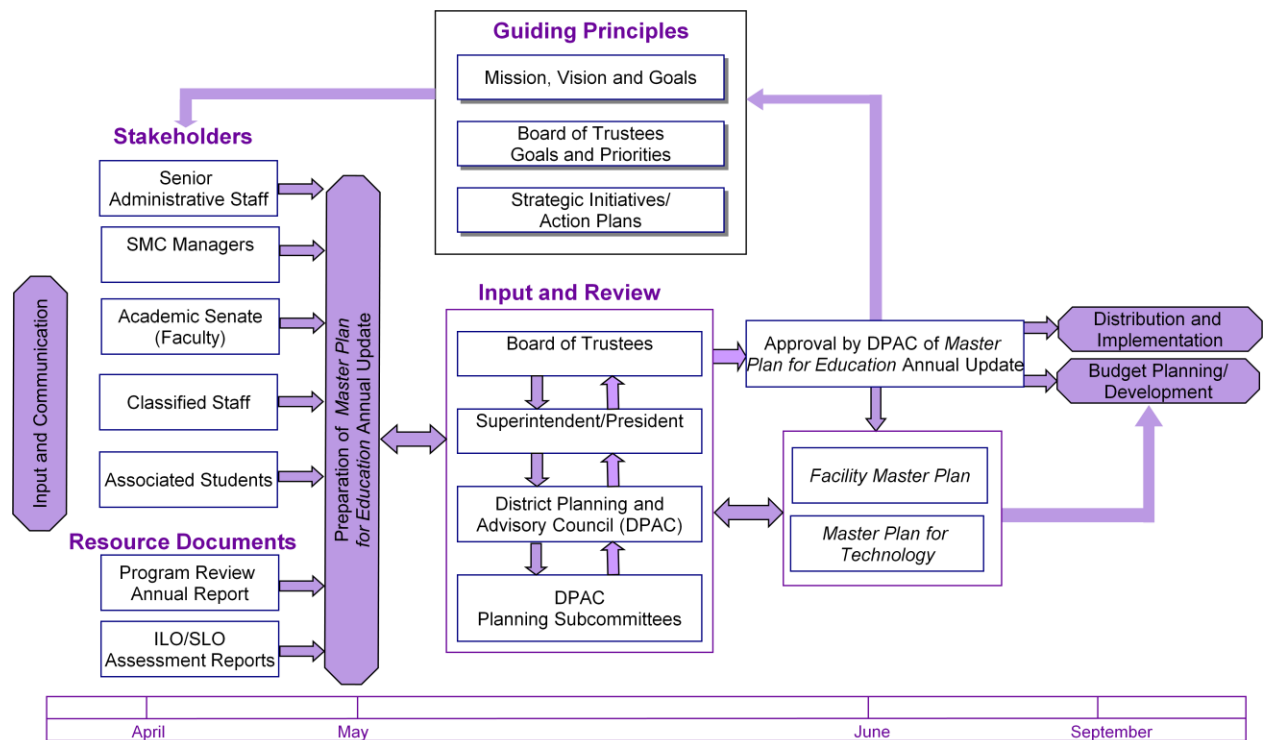 Guiding Principles
Mission, Vision and Goals
Board of Trustees
Goals and Priorities
Strategic Initiatives/
Action Plans
Stakeholders
Senior
Administrative Staff
SMC Managers
Academic Senate
(Faculty)
Classified Staff
Associated Students
Resource Documents
Program Review
Annual Report
ILO/SLO
Assessment Reports
Input and Communication
Preparation of Master Plan
for Education Annual Update
Input and Review
Board of Trustees
Superintendent/President
District Planning and
Advisory Council (DPAC)
DPAC
Planning Subcommittees
Approval by DPAC of Master
Plan for Education Annual Update
Distribution and
Implementation
Budget Planning/
Development
Facility Master Plan
Master Plan for
Technology
April
May
June
September